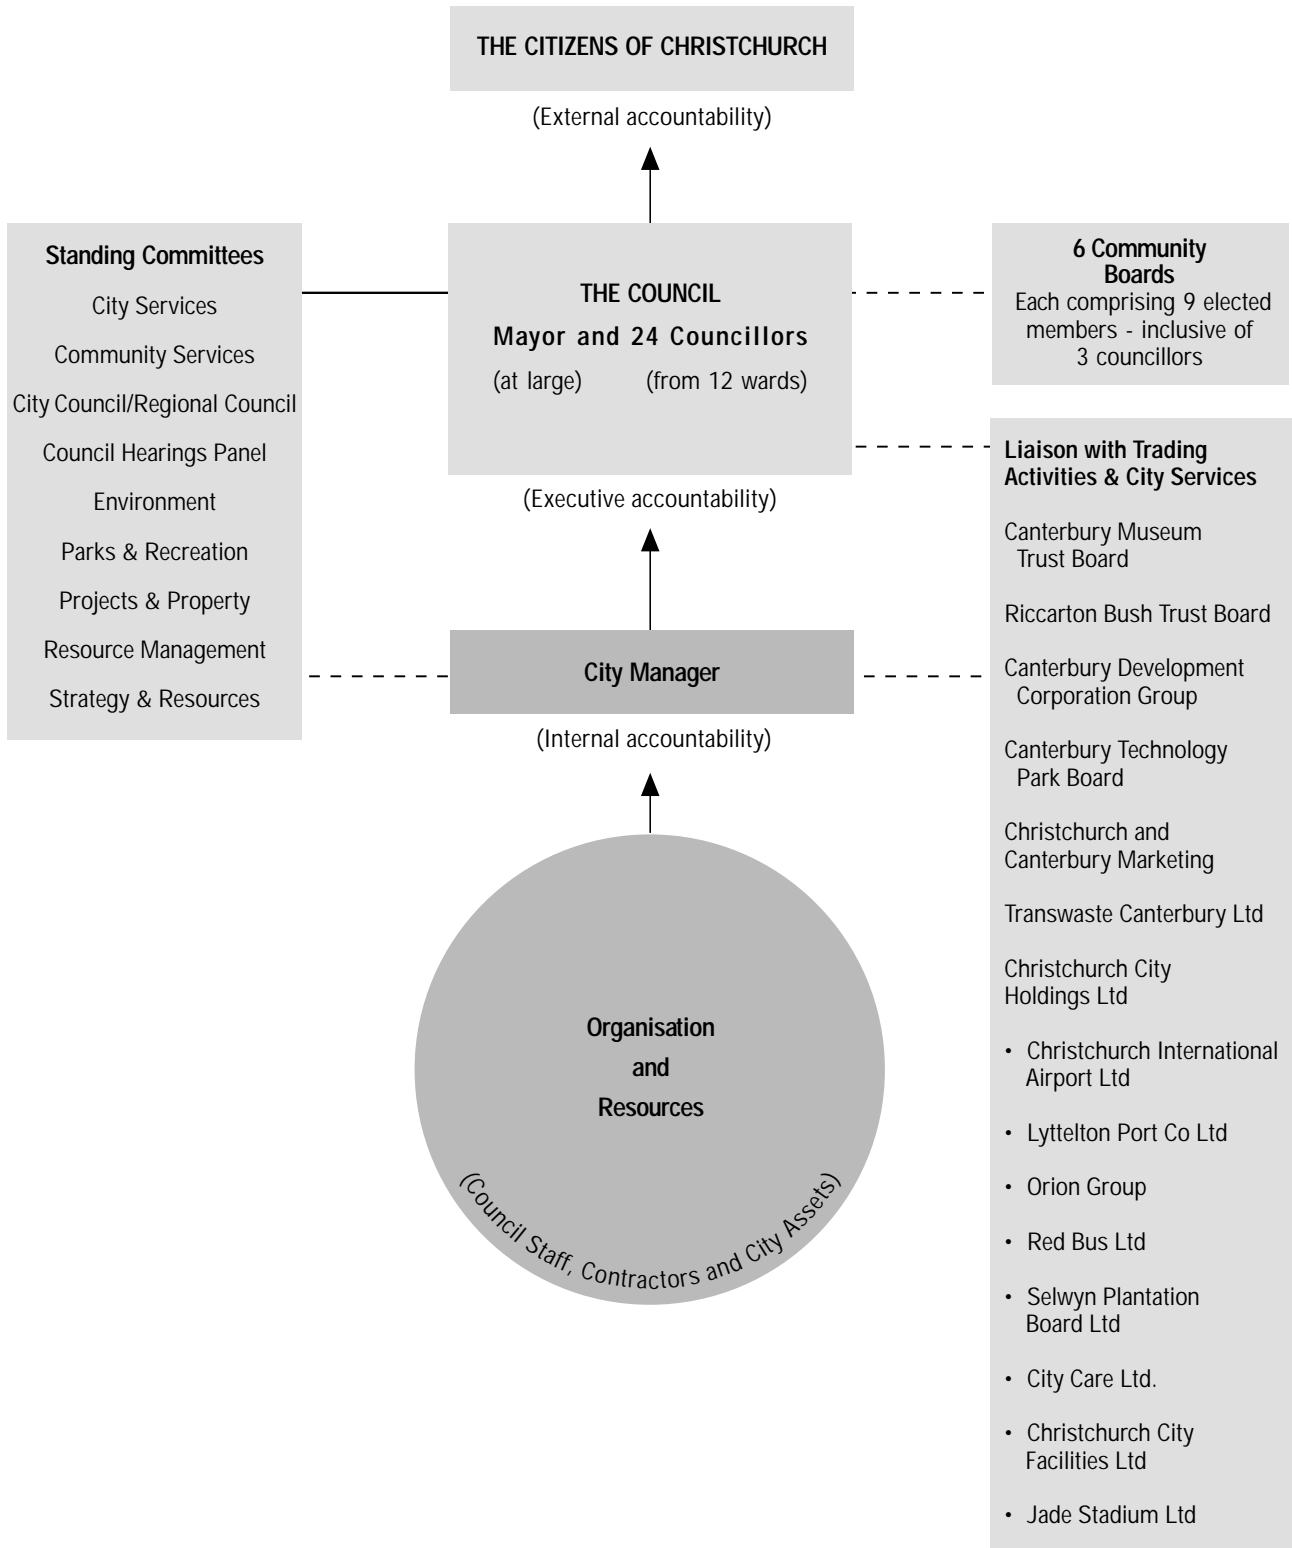 THE CITIZENS OF CHRISTCHURCH
(External accountability)
Standing Committees
City Services
Community Services
City Council/Regional Council
Council Hearings Panel
Environment
Parks & Recreation
Projects & Property
Resource Management
Strategy & Resources
THE COUNCIL
Mayor and 24 Councillors
(at large) (from 12 wards)
(Executive accountability)
City Manager
(Internal accountability)
Organisation
and
Resources
(Council Staff, Contractors and City Assets)
6 Community
Boards
Each comprising 9 elected
members - inclusive of
3 councillors
Liaison with Trading
Activities & City Services
Canterbury Museum
Trust Board
Riccarton Bush Trust Board
Canterbury Development
Corporation Group
Canterbury Technology
Park Board
Christchurch and
Canterbury Marketing
Transwaste Canterbury Ltd
Christchurch City
Holdings Ltd
• Christchurch International
Airport Ltd
• Lyttelton Port Co Ltd
• Orion Group
• Red Bus Ltd
• Selwyn Plantation
Board Ltd
• City Care Ltd.
• Christchurch City
Facilities Ltd
• Jade Stadium Ltd